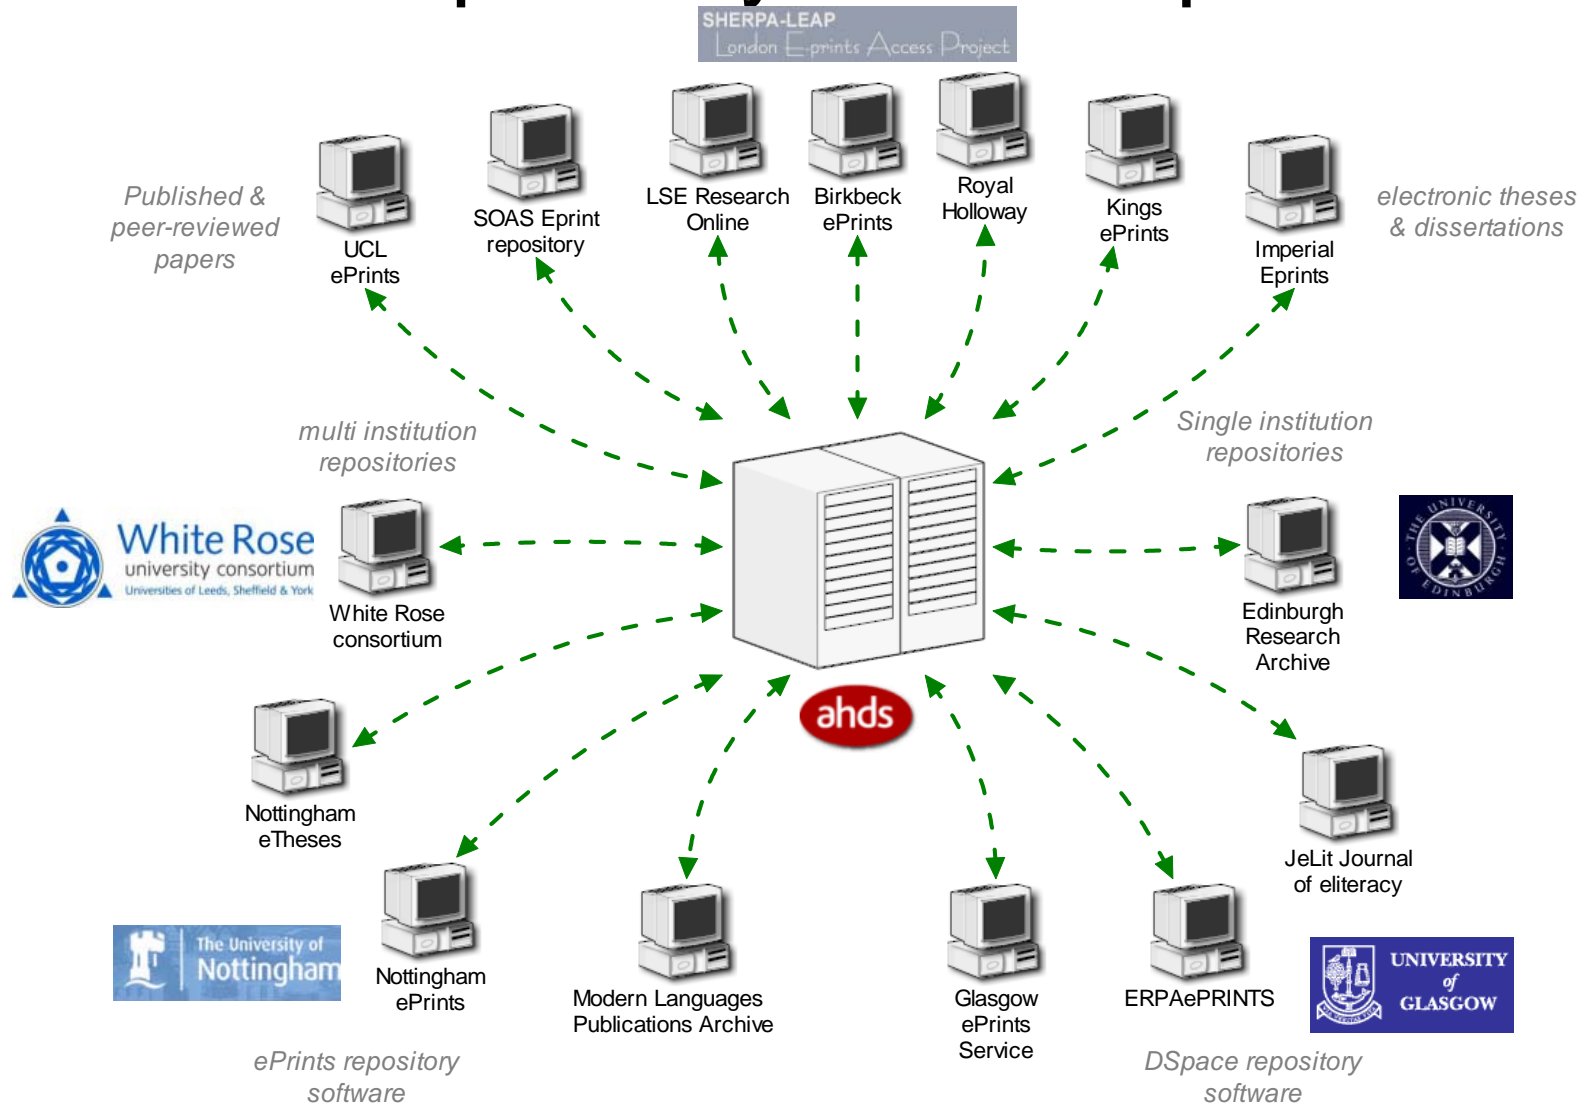 SHERPA-LEAP
London E-prints Access Project
UCL
ePrints
SOAS Eprint
repository
LSE Research
Online
Birkbeck
ePrints
Royal
Holloway
Kings
ePrints
Imperial
Eprints
Published &
peer-reviewed
papers
electronic theses
& dissertations
multi institution
repositories
Single institution
repositories
White Rose
university consortium
Universities of Leeds, Sheffield & York
White Rose
consortium
Edinburgh
Research
Archive
THE UNIVERSITY OF EDINBURGH
ahds
Nottingham
eTheses
JeLit Journal
of eliteracy
The University of
Nottingham
Nottingham
ePrints
Modern Languages
Publications Archive
Glasgow
ePrints
Service
ERPAePRINTS
UNIVERSITY
of
GLASGOW
ePrints repository
software
DSpace repository
software